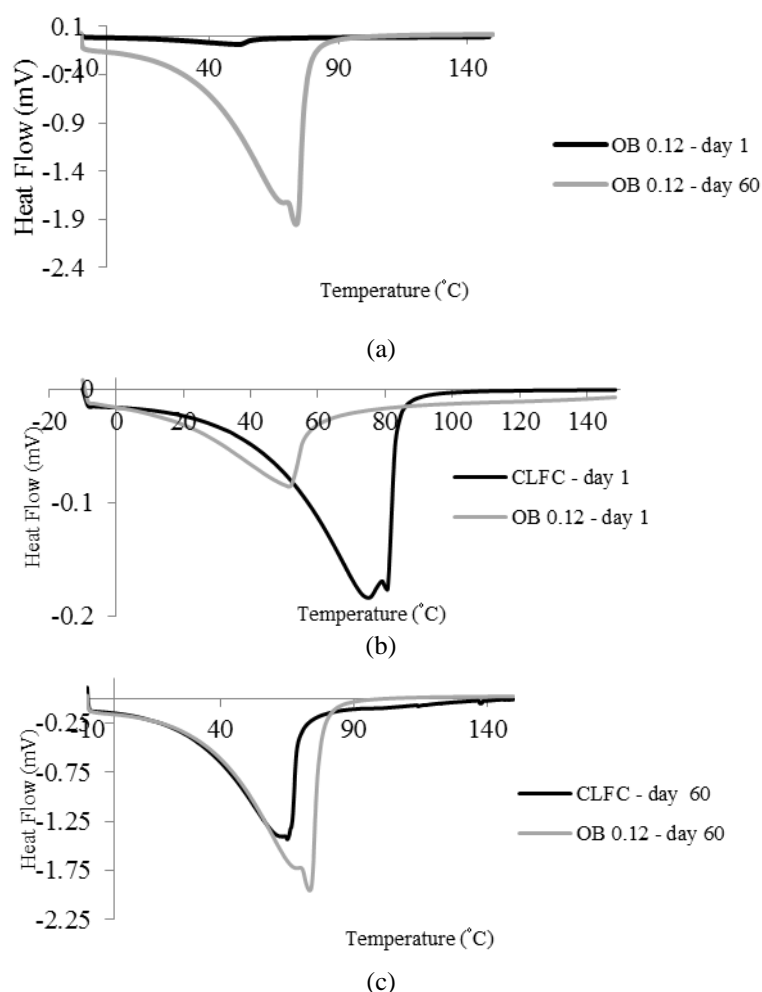 0.1
-10 40 90 140
-0.4
-0.9
-1.4
-1.9
-2.4
Heat Flow (mV)
OB 0.12 - day 1
OB 0.12 - day 60
Temperature (°C)
(a)
0
-20 0 20 40 60 80 100 120 140
-0.1
-0.2
Heat Flow (mV)
CLFC - day 1
OB 0.12 - day 1
Temperature (°C)
(b)
-10 40 90 140
-0.25
-0.75
-1.25
-1.75
-2.25
Heat Flow (mV)
CLFC - day 60
OB 0.12 - day 60
Temperature (°C)
(c)